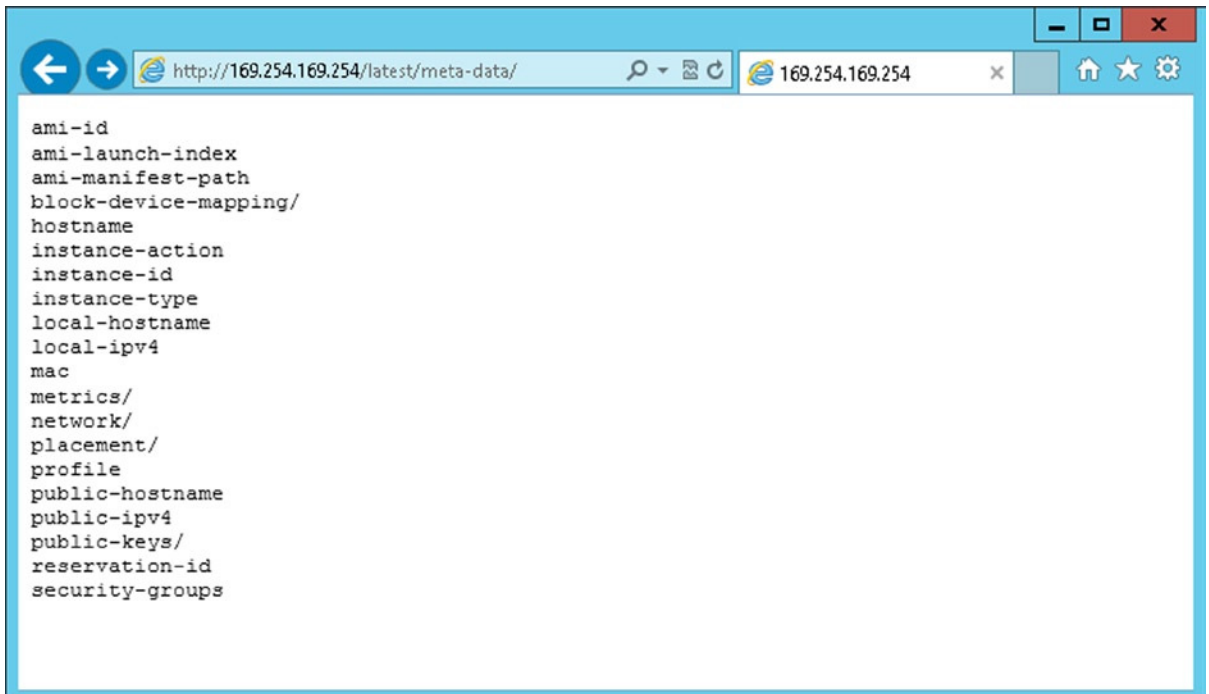 http://169.254.169.254/latest/meta-data/
169.254.169.254
ami-id
ami-launch-index
ami-manifest-path
block-device-mapping/
hostname
instance-action
instance-id
instance-type
local-hostname
local-ipv4
mac
metrics/
network/
placement/
profile
public-hostname
public-ipv4
public-keys/
reservation-id
security-groups